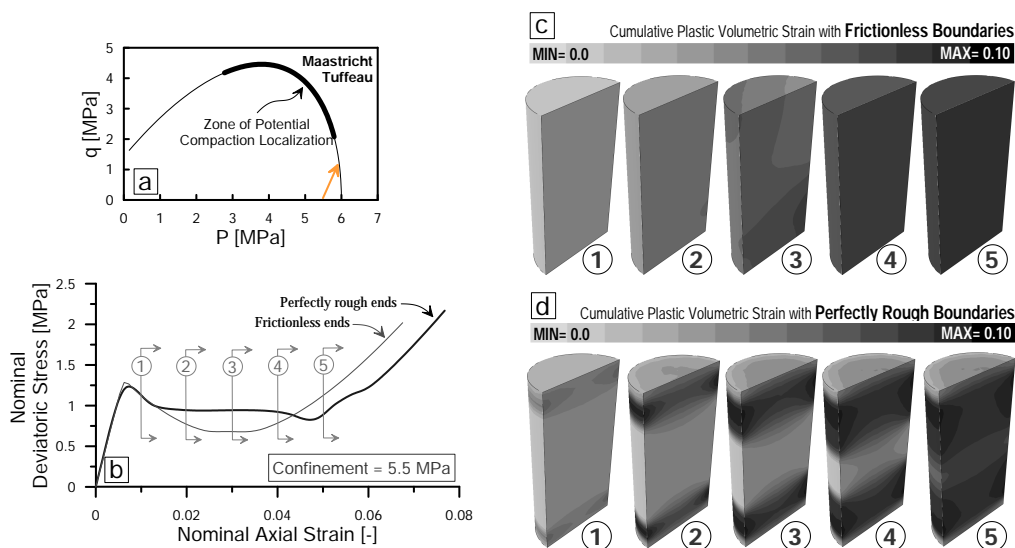 a
Maastricht
Tuffeau
Zone of Potential
Compaction Localization
q [MPa]
5
4
3
2
1
0
0 1 2 3 4 5 6 7
P [MPa]
b
Nominal
Deviatoric Stress [MPa]
2.5
2
1.5
1
0.5
0
Perfectly rough ends
Frictionless ends
1 2 3 4 5
Confinement = 5.5 MPa
0 0.02 0.04 0.06 0.08
Nominal Axial Strain [-]
c
Cumulative Plastic Volumetric Strain with Frictionless Boundaries
MIN= 0.0 MAX= 0.10
1 2 3 4 5
d
Cumulative Plastic Volumetric Strain with Perfectly Rough Boundaries
MIN= 0.0 MAX= 0.10
1 2 3 4 5